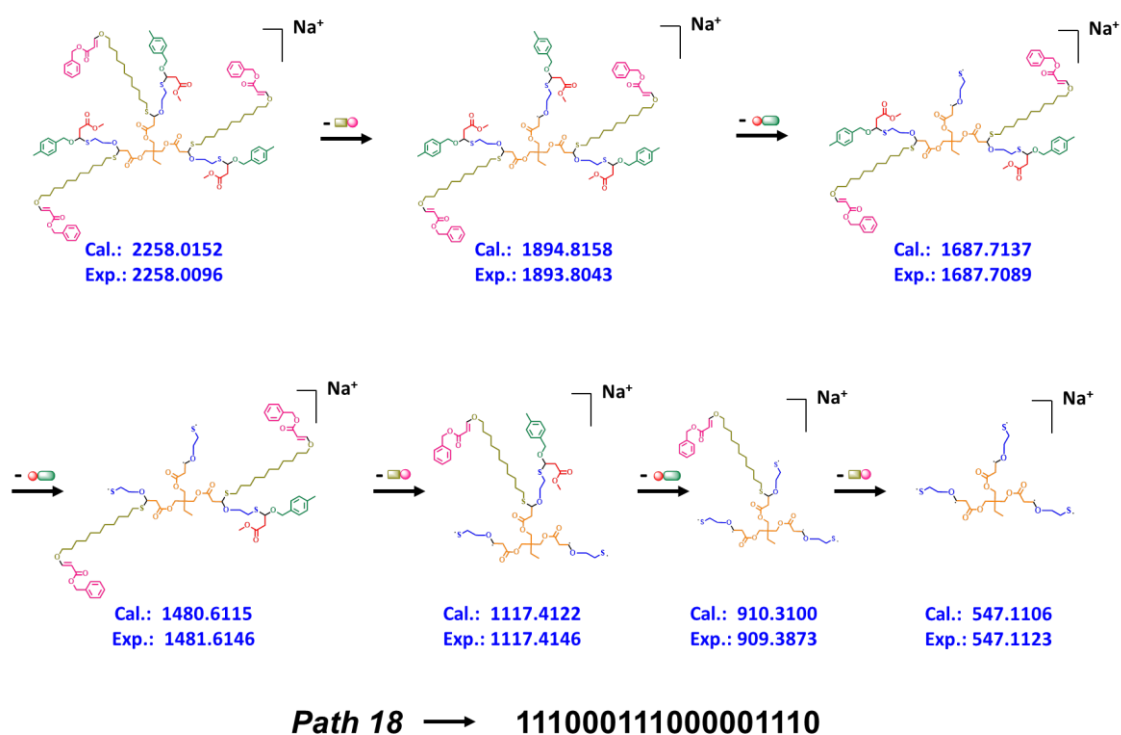 Na+
Na+
Na+
-
-
Cal.: 2258.0152
Exp.: 2258.0096
Cal.: 1894.8158
Exp.: 1893.8043
Cal.: 1687.7137
Exp.: 1687.7089
Na+
Na+
Na+
Na+
-
-
-
-
Cal.: 1480.6115
Exp.: 1481.6146
Cal.: 1117.4122
Exp.: 1117.4146
Cal.: 910.3100
Exp.: 909.3873
Cal.: 547.1106
Exp.: 547.1123
Path 18 → 111000111000001110